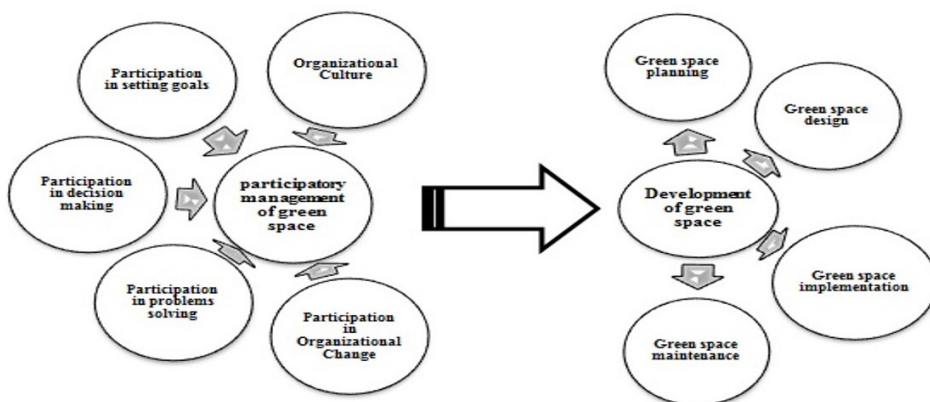 Participation
in setting goals
Organizational
Culture
Participation
in decision
making
participatory
management
of green
space
Participation
in problems
solving
Participation
in
Organizational
Change
Green space
planning
Green space
design
Development
of green
space
Green space
implementation
Green space
maintenance